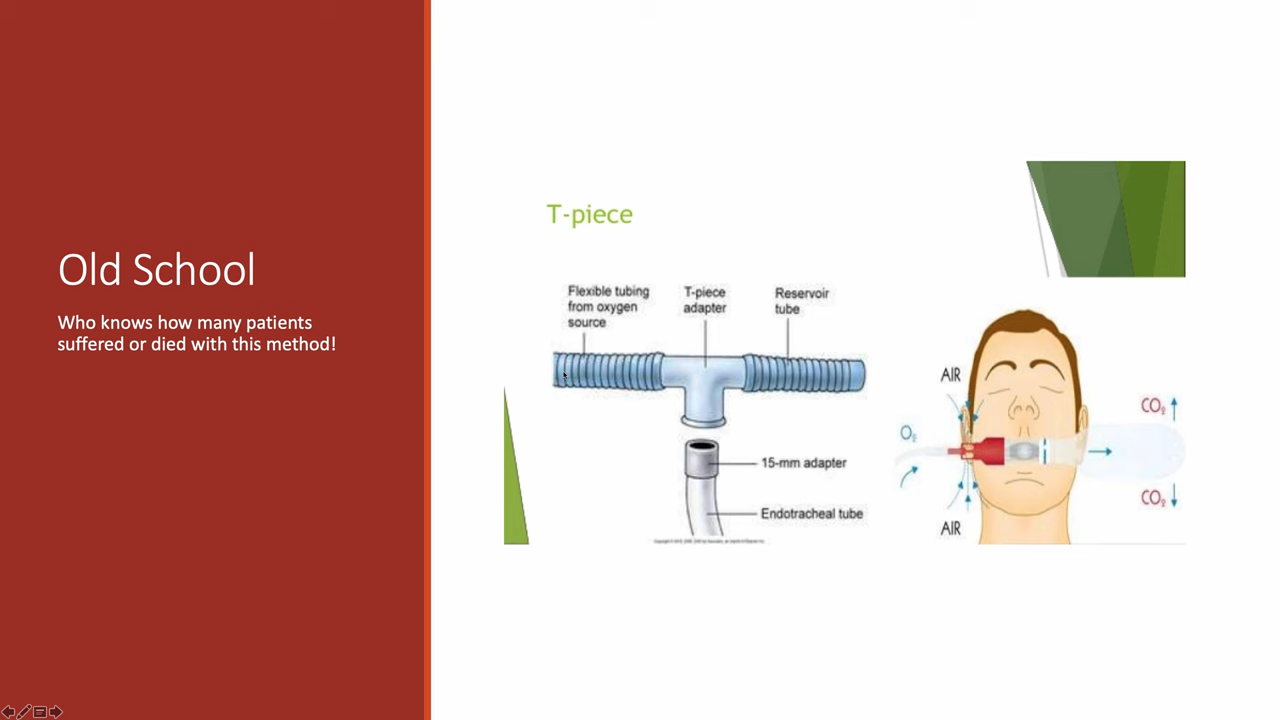 Old School
Who knows how many patients
suffered or died with this method!
T-piece
Flexible tubing
from oxygen
source
T-piece
adapter
Reservoir
tube
15-mm adapter
Endotracheal tube
AIR
O₂
AIR
CO₂
CO₂